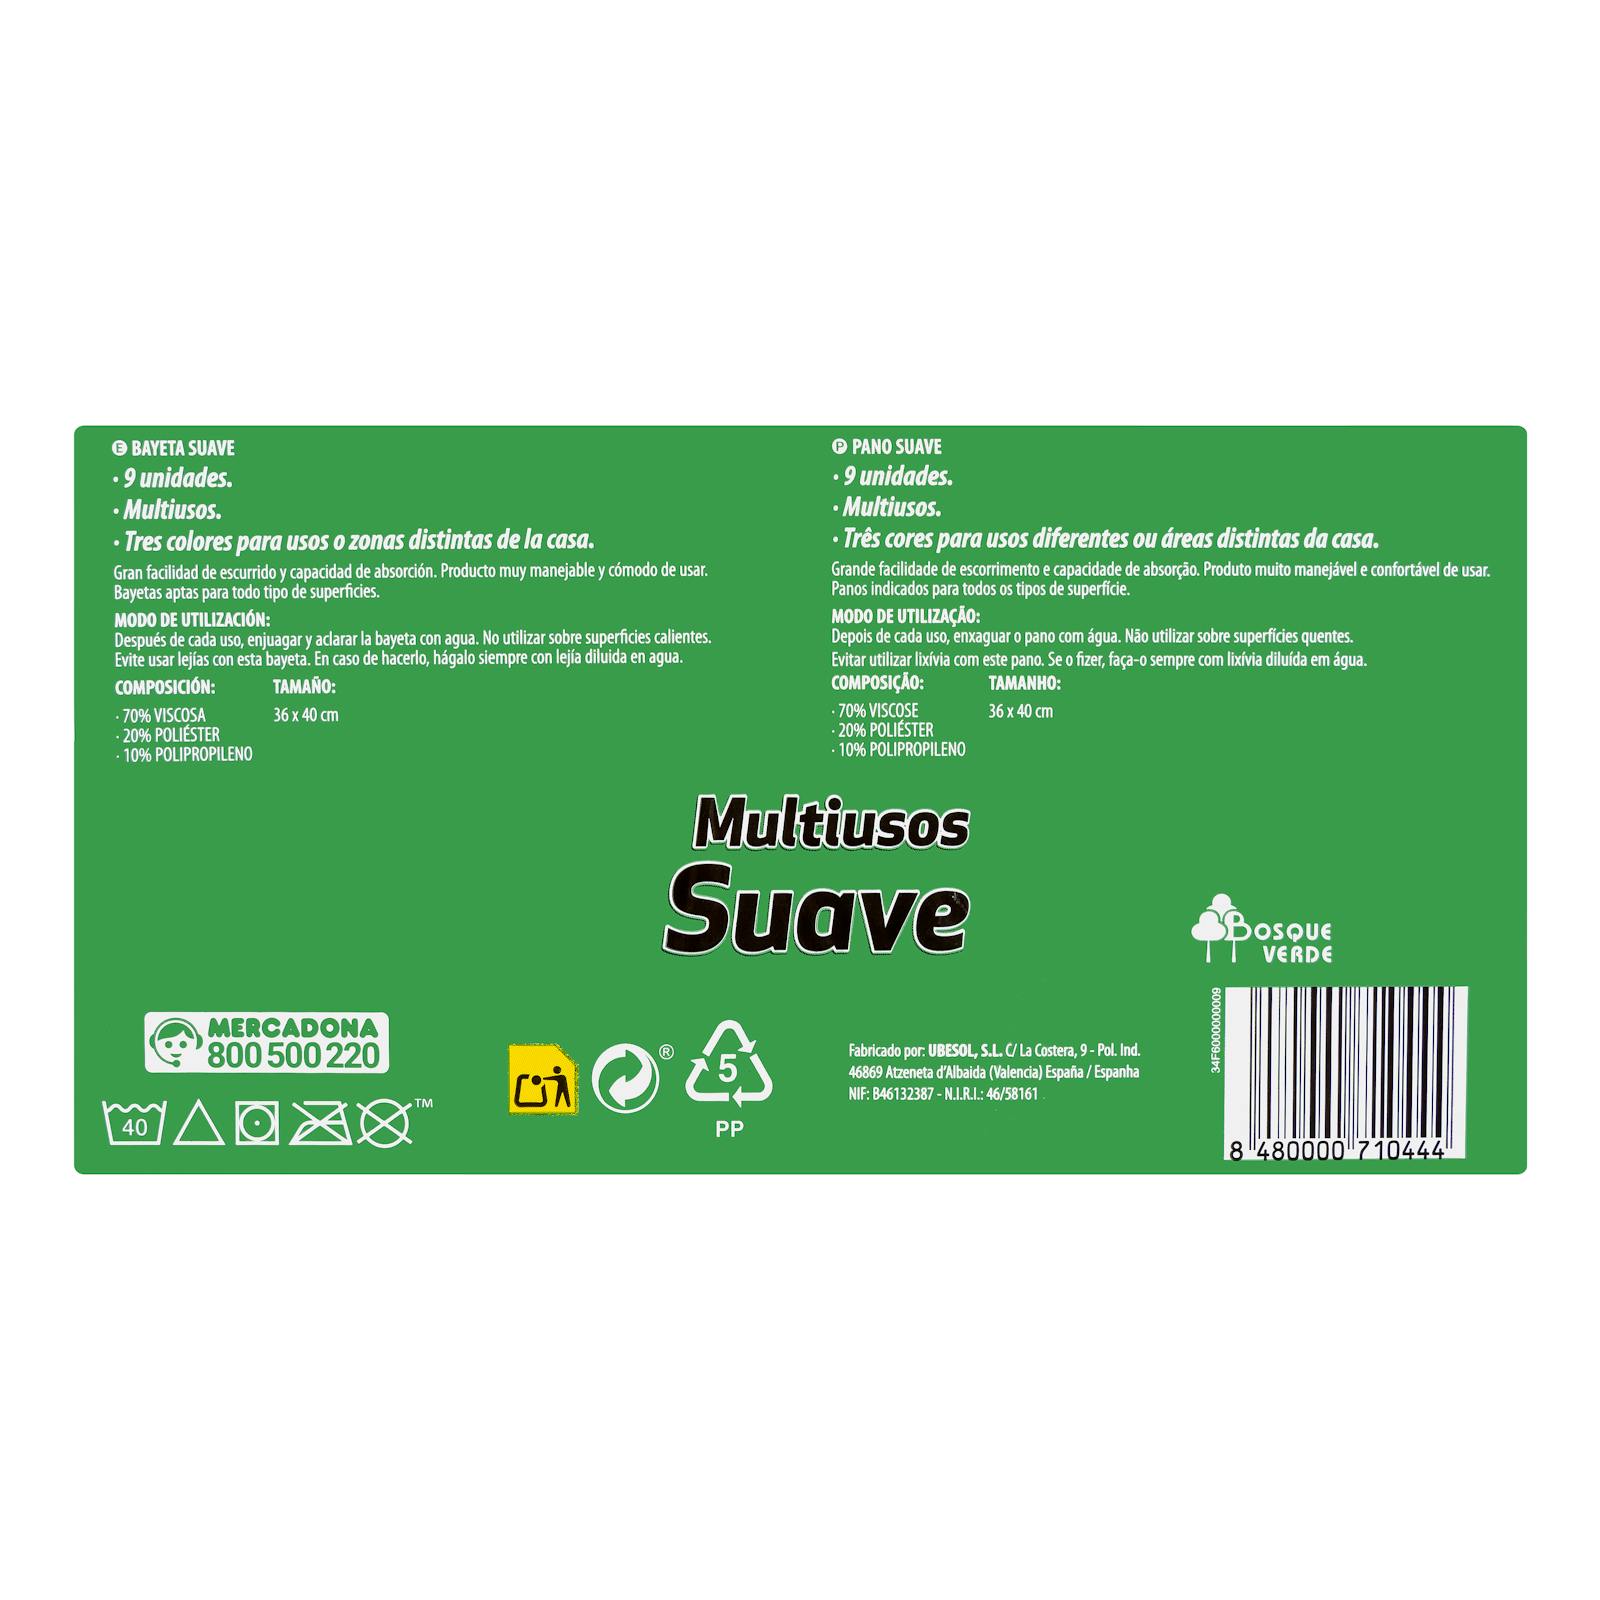 E BAYETA SUAVE
· 9 unidades.
· Multiusos.
· Tres colores para usos o zonas distintas de la casa.
Gran facilidad de escurrido y capacidad de absorción. Producto muy manejable y cómodo de usar.
Bayetas aptas para todo tipo de superficies.
MODO DE UTILIZACIÓN:
Después de cada uso, enjuagar y aclarar la bayeta con agua. No utilizar sobre superficies calientes.
Evite usar lejías con esta bayeta. En caso de hacerlo, hágalo siempre con lejía diluida en agua.
COMPOSICIÓN: TAMAÑO:
· 70% VISCOSA 36 x 40 cm
· 20% POLIÉSTER
· 10% POLIPROPILENO
P PANO SUAVE
· 9 unidades.
· Multiusos.
· Três cores para usos diferentes ou áreas distintas da casa.
Grande facilidade de escorrimento e capacidade de absorção. Produto muito manejável e confortável de usar.
Panos indicados para todos os tipos de superfície.
MODO DE UTILIZAÇÃO:
Depois de cada uso, enxaguar o pano com água. Não utilizar sobre superfícies quentes.
Evitar utilizar lixívia com este pano. Se o fizer, faça-o sempre com lixívia diluída em água.
COMPOSIÇÃO: TAMANHO:
· 70% VISCOSE 36 x 40 cm
· 20% POLIÉSTER
· 10% POLIPROPILENO
Multiusos
Suave
BOSQUE
VERDE
MERCADONA
800 500 220
40
™
®
5
PP
Fabricado por: UBESOL, S.L. C/ La Costera, 9 - Pol. Ind.
46869 Atzeneta d'Albaida (Valencia) España / Espanha
NIF: B46132387 - N.I.R.I.: 46/58161
34F6000000009
8 480000 710444